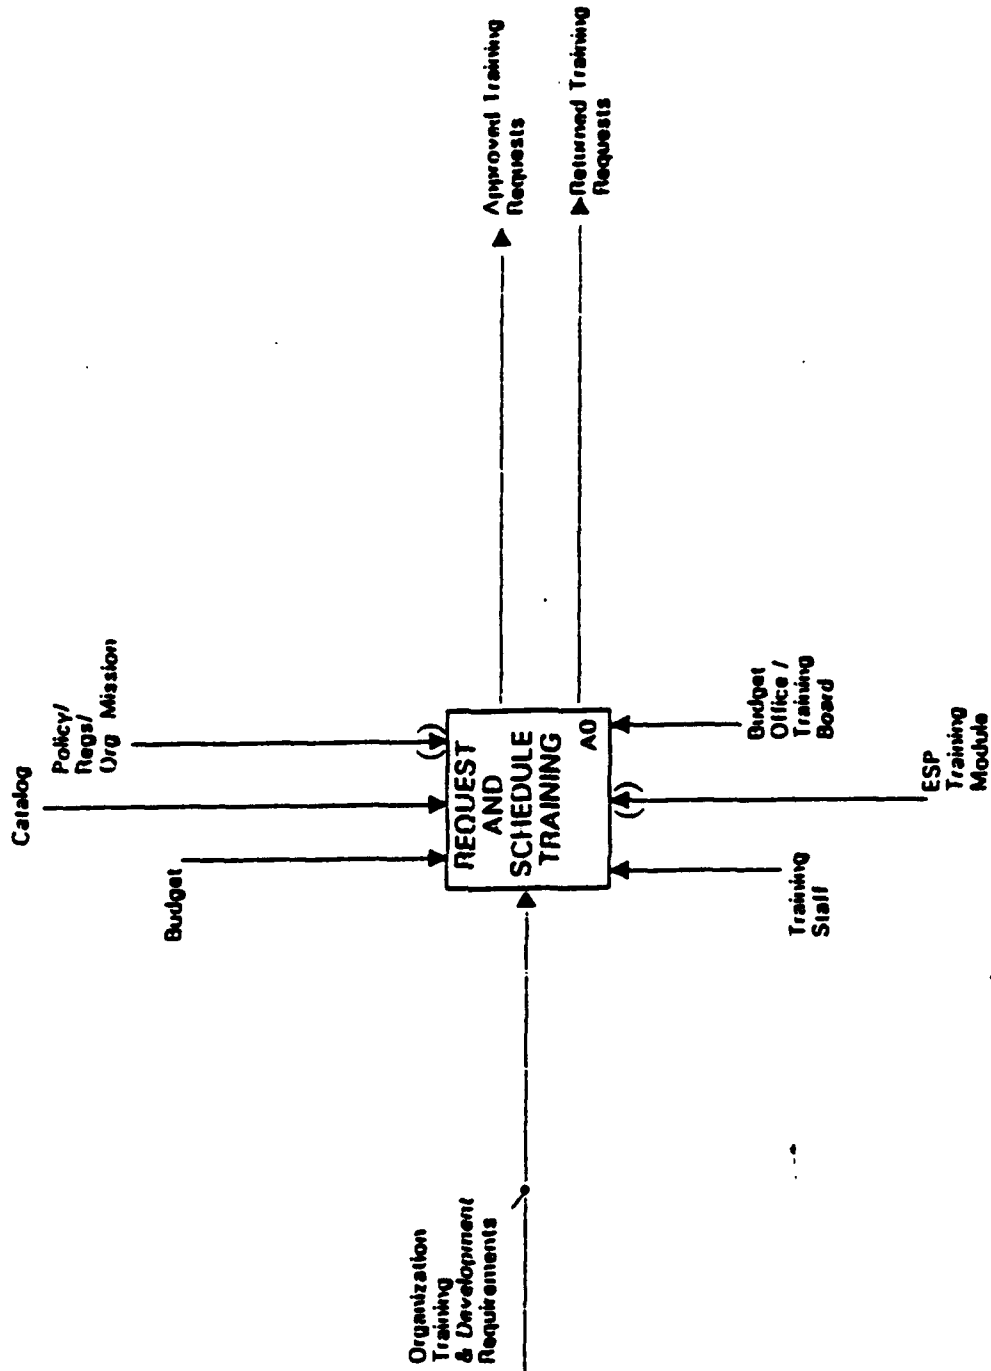 Catalog
Policy/
Regs/
Org Mission
Budget
Organization
Training
& Development
Requirements
REQUEST
AND
SCHEDULE
TRAINING
A0
Approved Training
Requests
Returned Training
Requests
Training
Staff
Budget
Office /
Training
Board
ESP
Training
Module